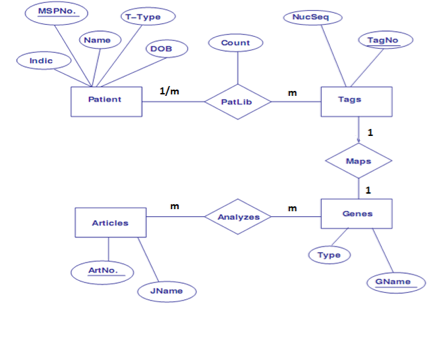 MSPNo.
T-Type
Name
DOB
Indic
Count
NucSeq
TagNo
Patient
1/m
PatLib
m
Tags
1
Maps
1
Articles
m
Analyzes
m
Genes
ArtNo.
JName
Type
GName